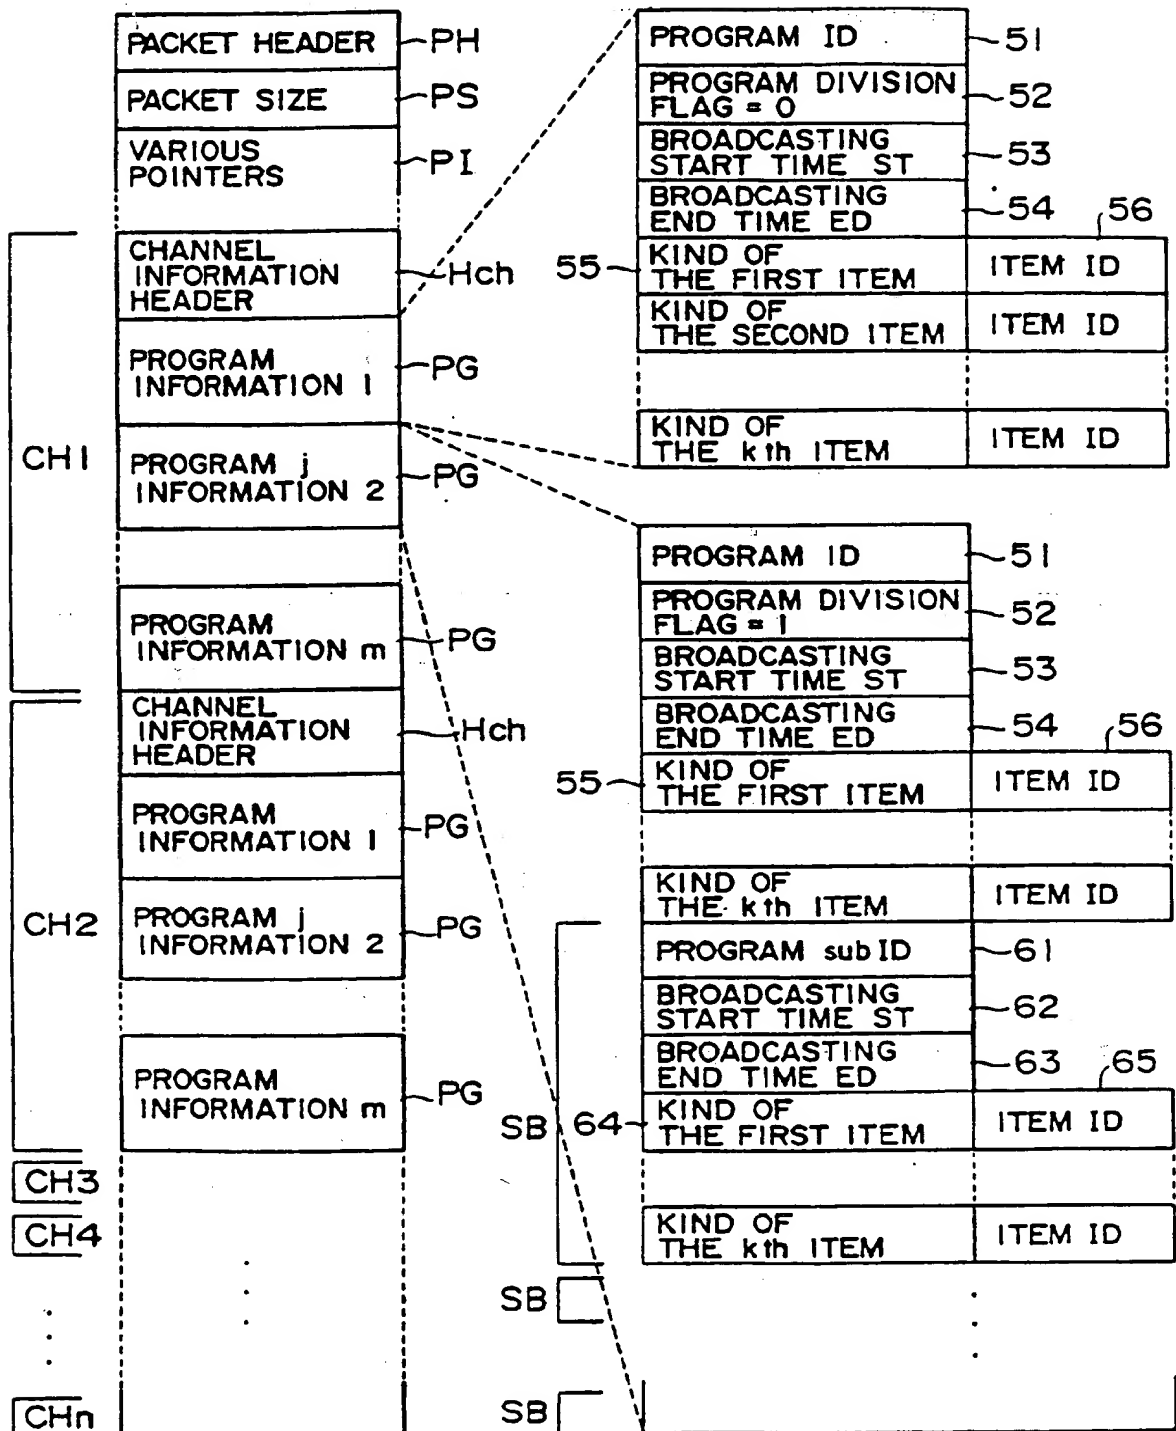 PACKET HEADER
PH
PACKET SIZE
PS
VARIOUS
POINTERS
PI
CH1
CHANNEL
INFORMATION
HEADER
Hch
PROGRAM
INFORMATION 1
PG
PROGRAM j
INFORMATION 2
PG
PROGRAM
INFORMATION m
PG
CH2
CHANNEL
INFORMATION
HEADER
Hch
PROGRAM
INFORMATION 1
PG
PROGRAM j
INFORMATION 2
PG
PROGRAM
INFORMATION m
PG
CH3
CH4
CHn
PROGRAM ID
51
PROGRAM DIVISION
FLAG = 0
52
BROADCASTING
START TIME ST
53
BROADCASTING
END TIME ED
54
56
55
KIND OF
THE FIRST ITEM
ITEM ID
KIND OF
THE SECOND ITEM
ITEM ID
KIND OF
THE kth ITEM
ITEM ID
PROGRAM ID
51
PROGRAM DIVISION
FLAG = 1
52
BROADCASTING
START TIME ST
53
BROADCASTING
END TIME ED
54
56
55
KIND OF
THE FIRST ITEM
ITEM ID
KIND OF
THE kth ITEM
ITEM ID
PROGRAM sub ID
61
BROADCASTING
START TIME ST
62
BROADCASTING
END TIME ED
63
65
SB
64
KIND OF
THE FIRST ITEM
ITEM ID
KIND OF
THE kth ITEM
ITEM ID
SB
SB